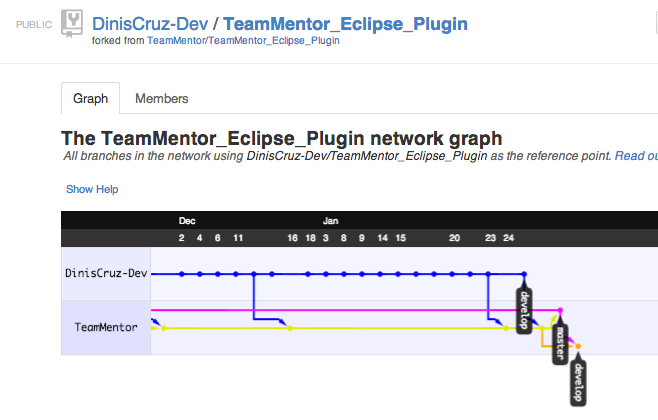 PUBLIC DinisCruz-Dev / TeamMentor_Eclipse_Plugin
forked from TeamMentor/TeamMentor_Eclipse_Plugin
Graph Members
The TeamMentor_Eclipse_Plugin network graph
All branches in the network using DinisCruz-Dev/TeamMentor_Eclipse_Plugin as the reference point. Read ou
Show Help
Dec Jan
2 4 6 11 16 18 3 8 9 14 15 20 23 24
DinisCruz-Dev
develop
TeamMentor
master
develop